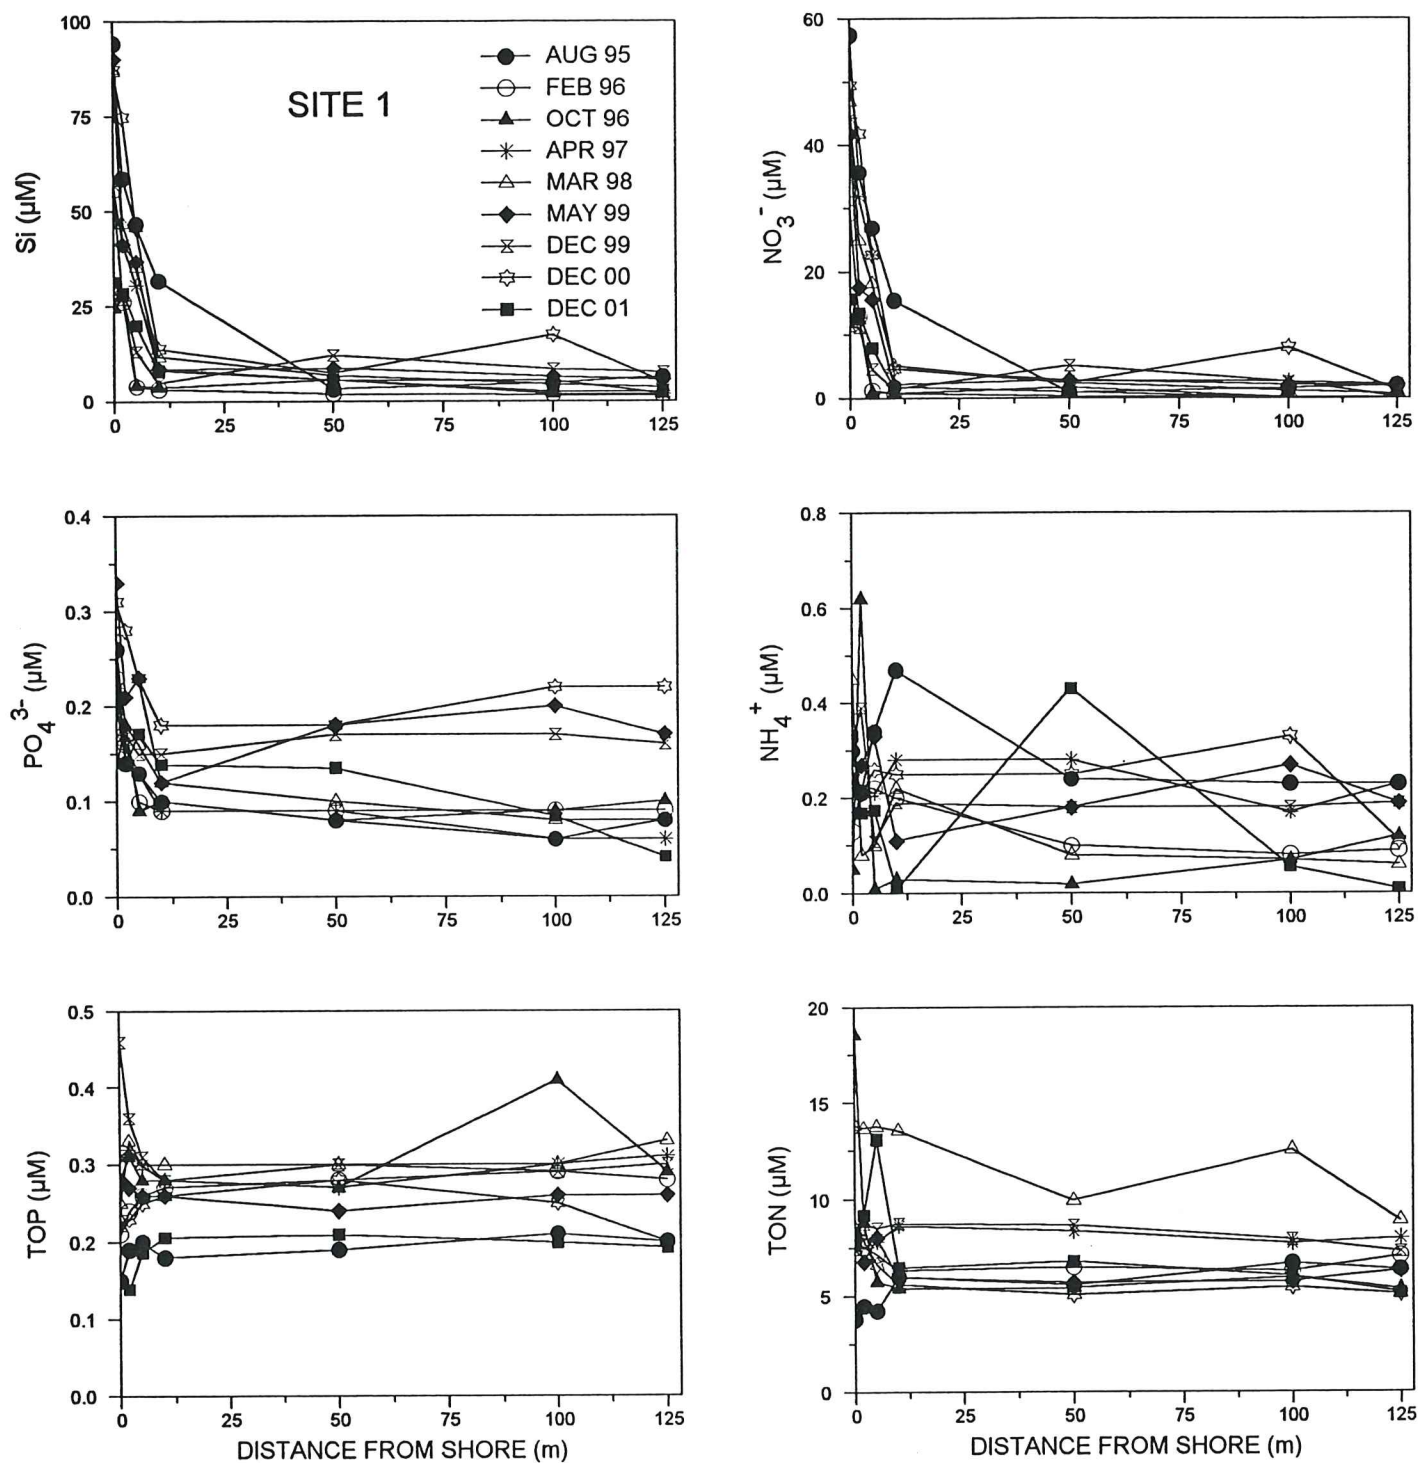 100
75
50
25
0
Si (µM)
SITE 1
AUG 95
FEB 96
OCT 96
APR 97
MAR 98
MAY 99
DEC 99
DEC 00
DEC 01
0 25 50 75 100 125
60
40
20
0
NO3- (µM)
0 25 50 75 100 125
0.4
0.3
0.2
0.1
0.0
PO4 3- (µM)
0 25 50 75 100 125
0.8
0.6
0.4
0.2
0.0
NH4+ (µM)
0 25 50 75 100 125
0.5
0.4
0.3
0.2
0.1
0.0
TOP (µM)
0 25 50 75 100 125
DISTANCE FROM SHORE (m)
20
15
10
5
0
TON (µM)
0 25 50 75 100 125
DISTANCE FROM SHORE (m)